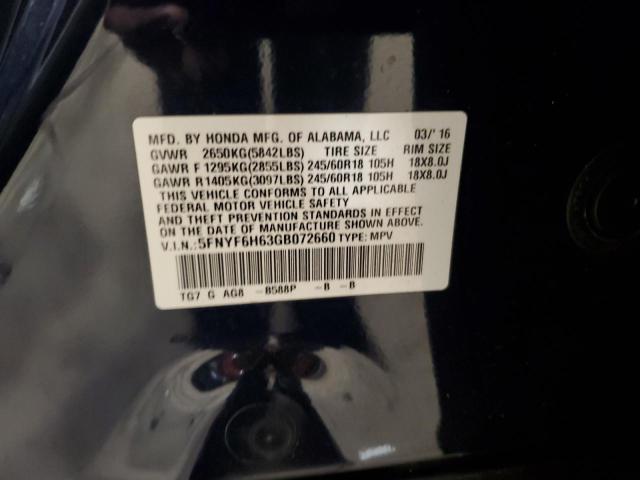 MFD. BY HONDA MFG. OF ALABAMA, LLC 03/'16
GVWR 2650KG(5842LBS) TIRE SIZE RIM SIZE
GAWR F 1295KG(2855LBS) 245/60R18 105H 18X8.0J
GAWR R1405KG(3097LBS) 245/60R18 105H 18X8.0J
THIS VEHICLE CONFORMS TO ALL APPLICABLE
FEDERAL MOTOR VEHICLE SAFETY
AND THEFT PREVENTION STANDARDS IN EFFECT
ON THE DATE OF MANUFACTURE SHOWN ABOVE.
V.I.N.:5FNYF6H63GB072660 TYPE: MPV
TG7 G AG8 -B588P -B -B